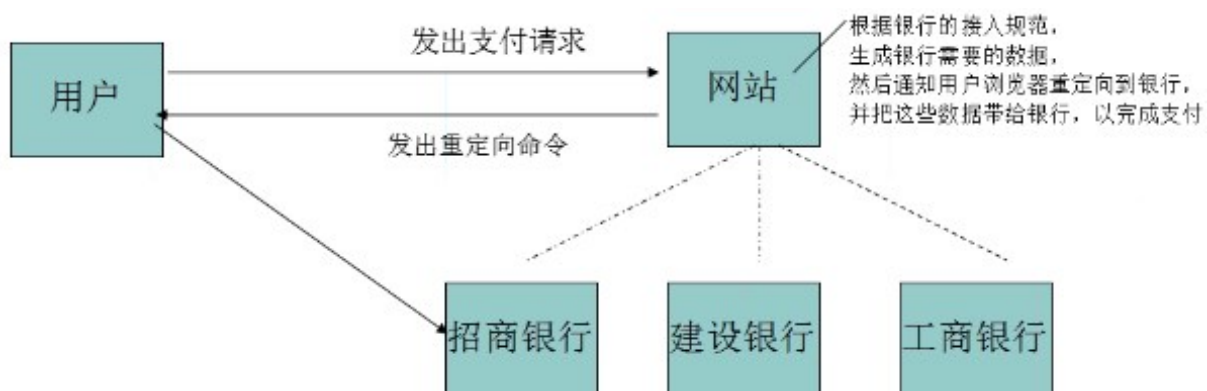 发出支付请求
用户
网站
根据银行的接入规范，
生成银行需要的数据，
然后通知用户浏览器重定向到银行，
并把这些数据带给银行，以完成支付
发出重定向命令
招商银行
建设银行
工商银行